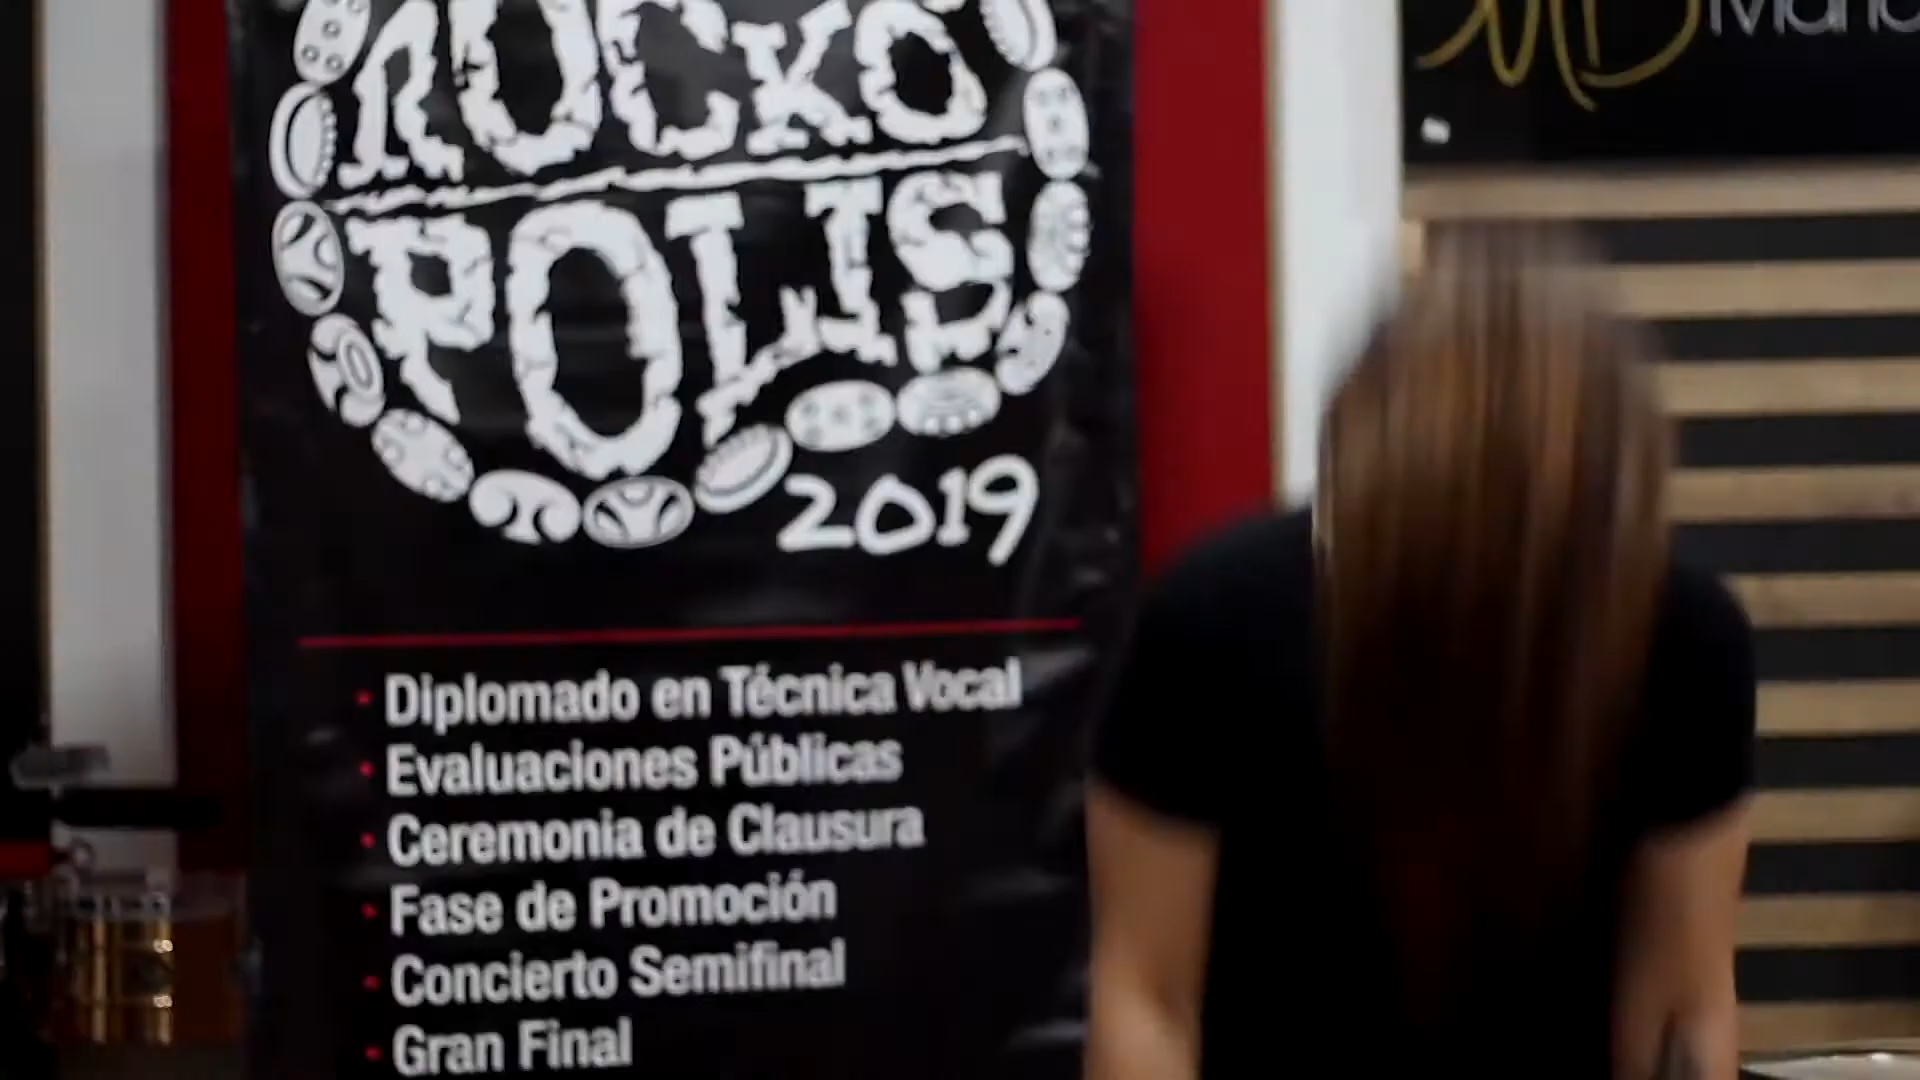 ROCKO
POLIS
2019
Diplomado en Técnica Vocal
Evaluaciones Públicas
Ceremonia de Clausura
Fase de Promoción
Concierto Semifinal
Gran Final